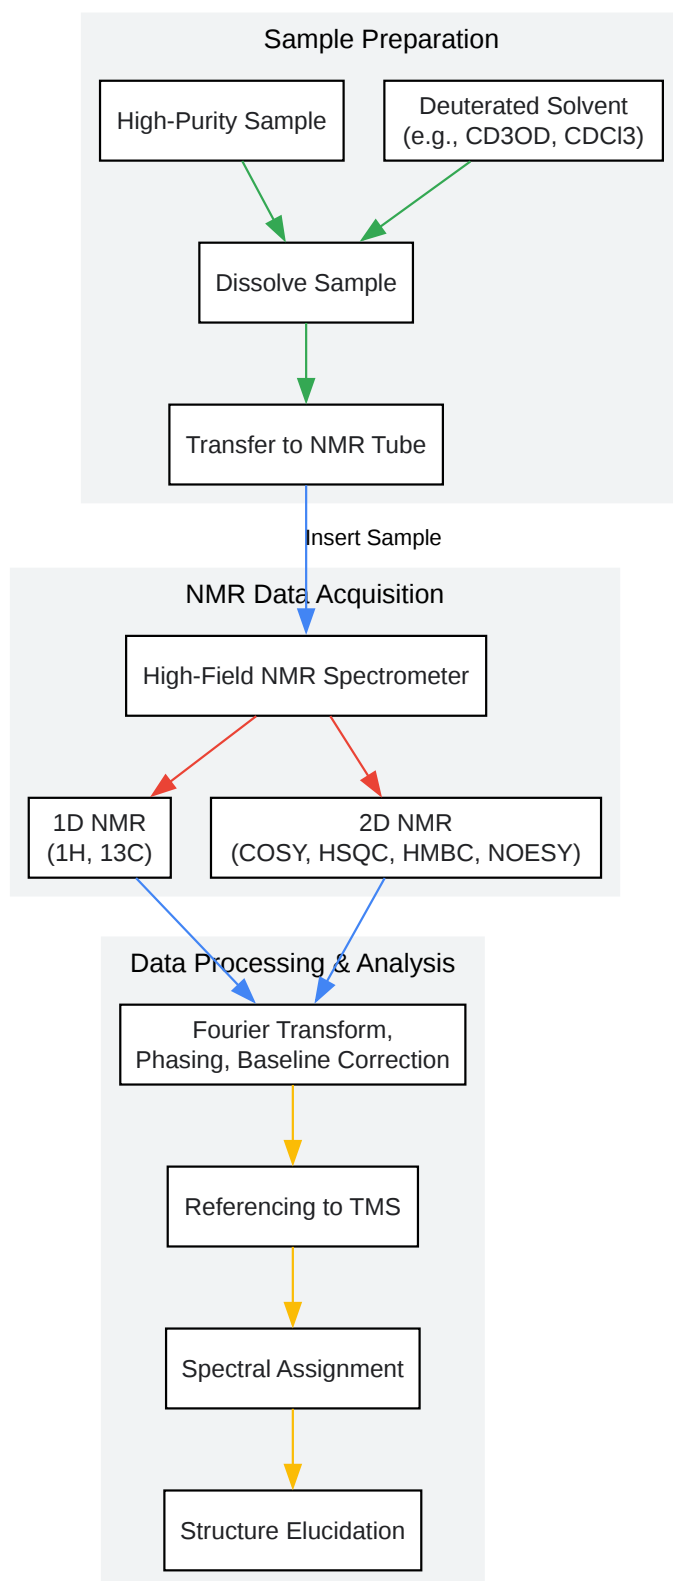 Sample Preparation
High-Purity Sample
Deuterated Solvent
(e.g., CD3OD, CDCl3)
Dissolve Sample
Transfer to NMR Tube
Insert Sample
NMR Data Acquisition
High-Field NMR Spectrometer
1D NMR
(1H, 13C)
2D NMR
(COSY, HSQC, HMBC, NOESY)
Data Processing & Analysis
Fourier Transform,
Phasing, Baseline Correction
Referencing to TMS
Spectral Assignment
Structure Elucidation